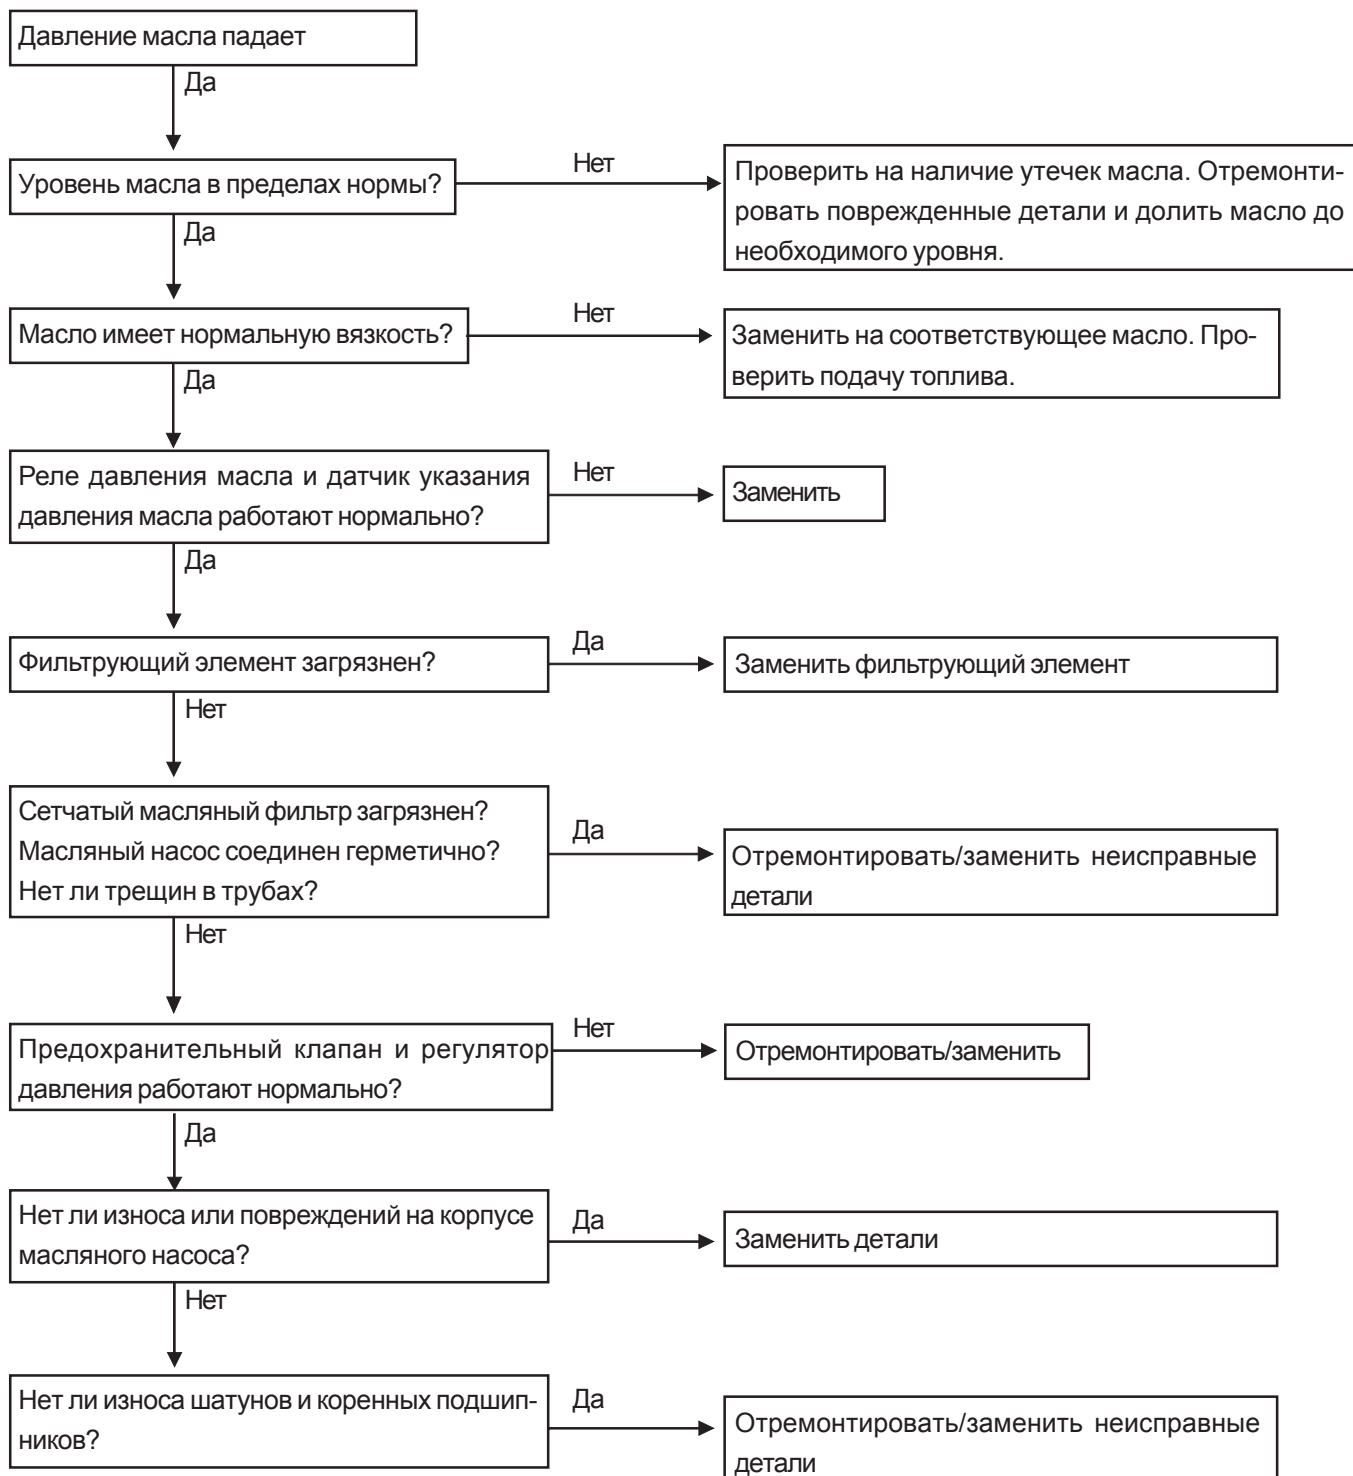 Давление масла падает
Да
Уровень масла в пределах нормы?
Нет
Проверить на наличие утечек масла. Отремонти-
ровать поврежденные детали и долить масло до
необходимого уровня.
Да
Масло имеет нормальную вязкость?
Нет
Заменить на соответствующее масло. Про-
верить подачу топлива.
Да
Реле давления масла и датчик указания
давления масла работают нормально?
Нет
Заменить
Да
Фильтрующий элемент загрязнен?
Да
Заменить фильтрующий элемент
Нет
Сетчатый масляный фильтр загрязнен?
Масляный насос соединен герметично?
Нет ли трещин в трубах?
Да
Отремонтировать/заменить неисправные
детали
Нет
Предохранительный клапан и регулятор
давления работают нормально?
Нет
Отремонтировать/заменить
Да
Нет ли износа или повреждений на корпусе
масляного насоса?
Да
Заменить детали
Нет
Нет ли износа шатунов и коренных подшип-
ников?
Да
Отремонтировать/заменить неисправные
детали